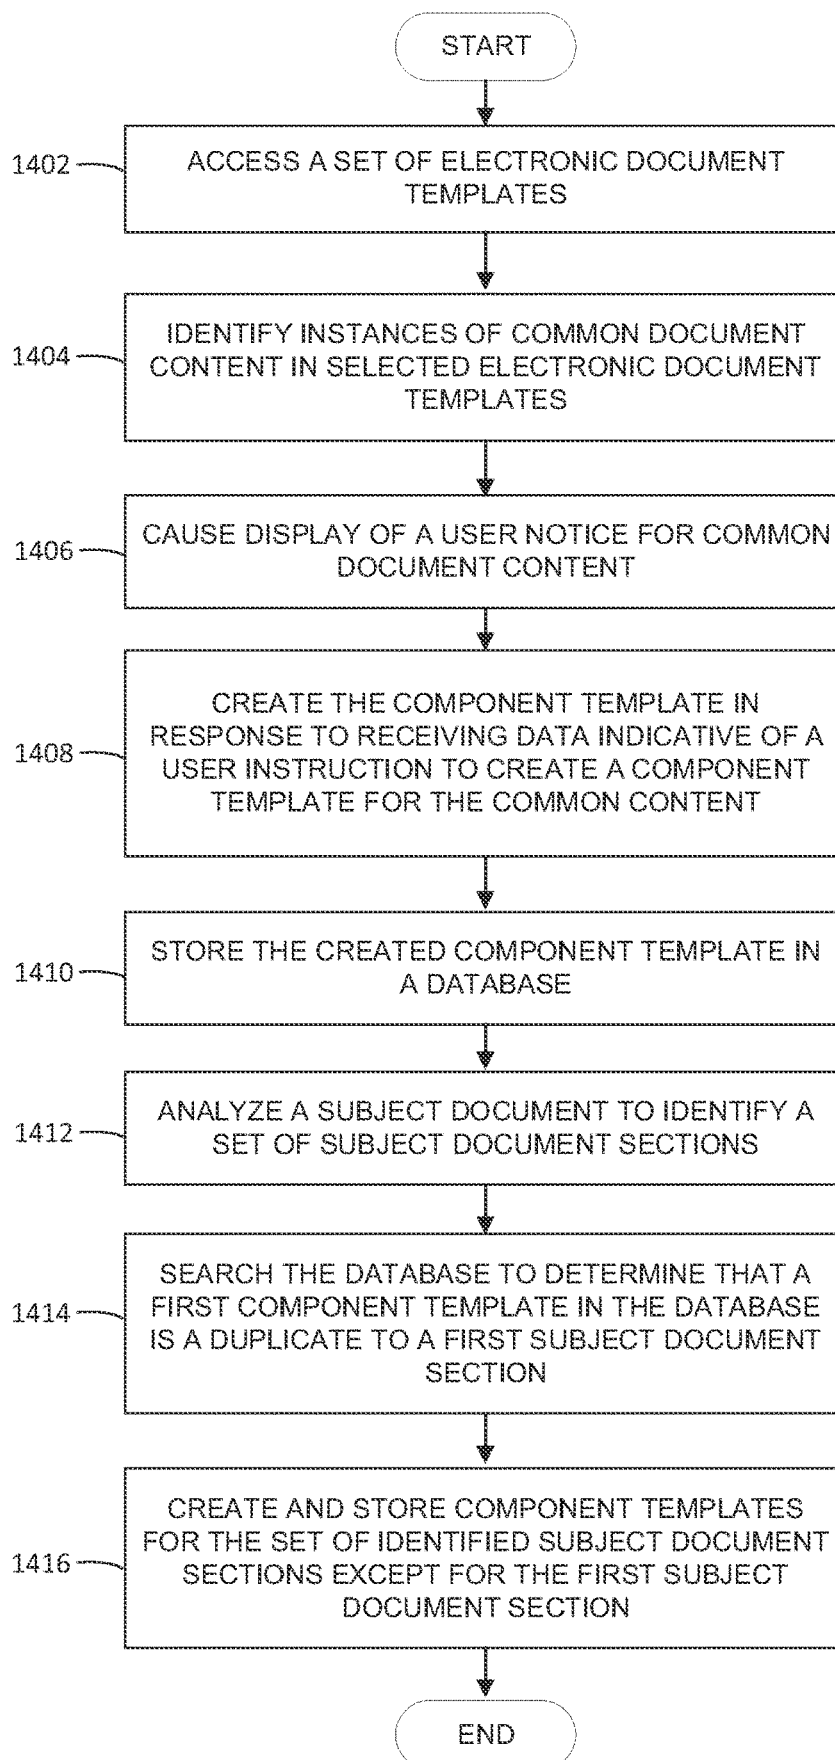 START
1402
ACCESS A SET OF ELECTRONIC DOCUMENT
TEMPLATES
1404
IDENTIFY INSTANCES OF COMMON DOCUMENT
CONTENT IN SELECTED ELECTRONIC DOCUMENT
TEMPLATES
1406
CAUSE DISPLAY OF A USER NOTICE FOR COMMON
DOCUMENT CONTENT
1408
CREATE THE COMPONENT TEMPLATE IN
RESPONSE TO RECEIVING DATA INDICATIVE OF A
USER INSTRUCTION TO CREATE A COMPONENT
TEMPLATE FOR THE COMMON CONTENT
1410
STORE THE CREATED COMPONENT TEMPLATE IN
A DATABASE
1412
ANALYZE A SUBJECT DOCUMENT TO IDENTIFY A
SET OF SUBJECT DOCUMENT SECTIONS
1414
SEARCH THE DATABASE TO DETERMINE THAT A
FIRST COMPONENT TEMPLATE IN THE DATABASE
IS A DUPLICATE TO A FIRST SUBJECT DOCUMENT
SECTION
1416
CREATE AND STORE COMPONENT TEMPLATES
FOR THE SET OF IDENTIFIED SUBJECT DOCUMENT
SECTIONS EXCEPT FOR THE FIRST SUBJECT
DOCUMENT SECTION
END